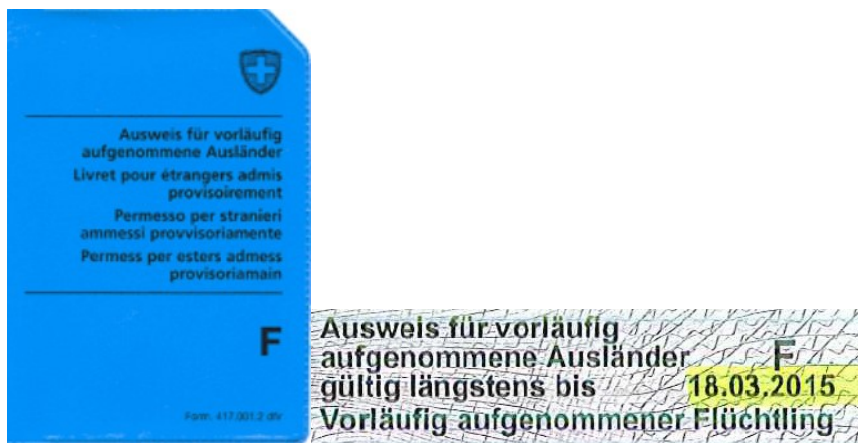 Ausweis für vorläufig
aufgenommene Ausländer
Livret pour étrangers admis
provisoirement
Permesso per stranieri
ammessi provvisoriamente
Permess per esters admess
provisoriamain
F
Form. 417.001.2 dfiV
Ausweis für vorläufig
aufgenommene Ausländer F
gültig längstens bis 18.03.2015
Vorläufig aufgenommener Flüchtling